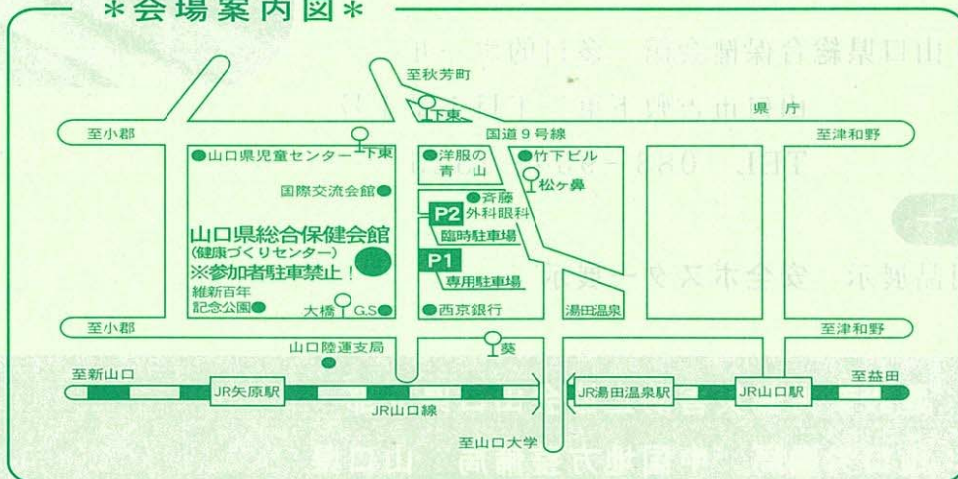 *会場案内図*
至秋芳町
下東
県庁
至小郡
国道9号線
至津和野
山口県児童センター
下東
洋服の
青山
竹下ビル
松ヶ鼻
国際交流会館
斉藤
外科眼科
P2
臨時駐車場
山口県総合保健会館
(健康づくりセンター)
※参加者駐車禁止!
P1
専用駐車場
維新百年
記念公園
大橋
G.S
西京銀行
湯田温泉
至小郡
至津和野
山口陸運支局
葵
至新山口
至益田
JR矢原駅
JR湯田温泉駅
JR山口駅
JR山口線
至山口大学